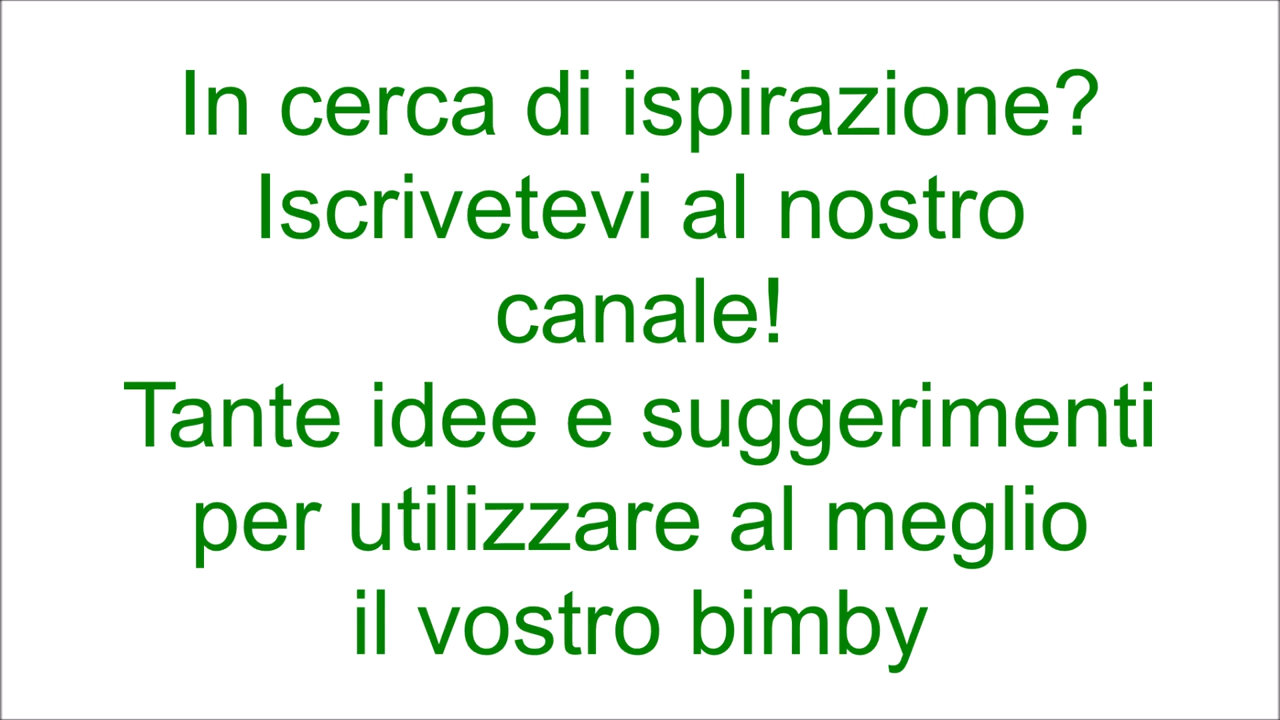 In cerca di ispirazione?
Iscrivetevi al nostro
canale!
Tante idee e suggerimenti
per utilizzare al meglio
il vostro bimby